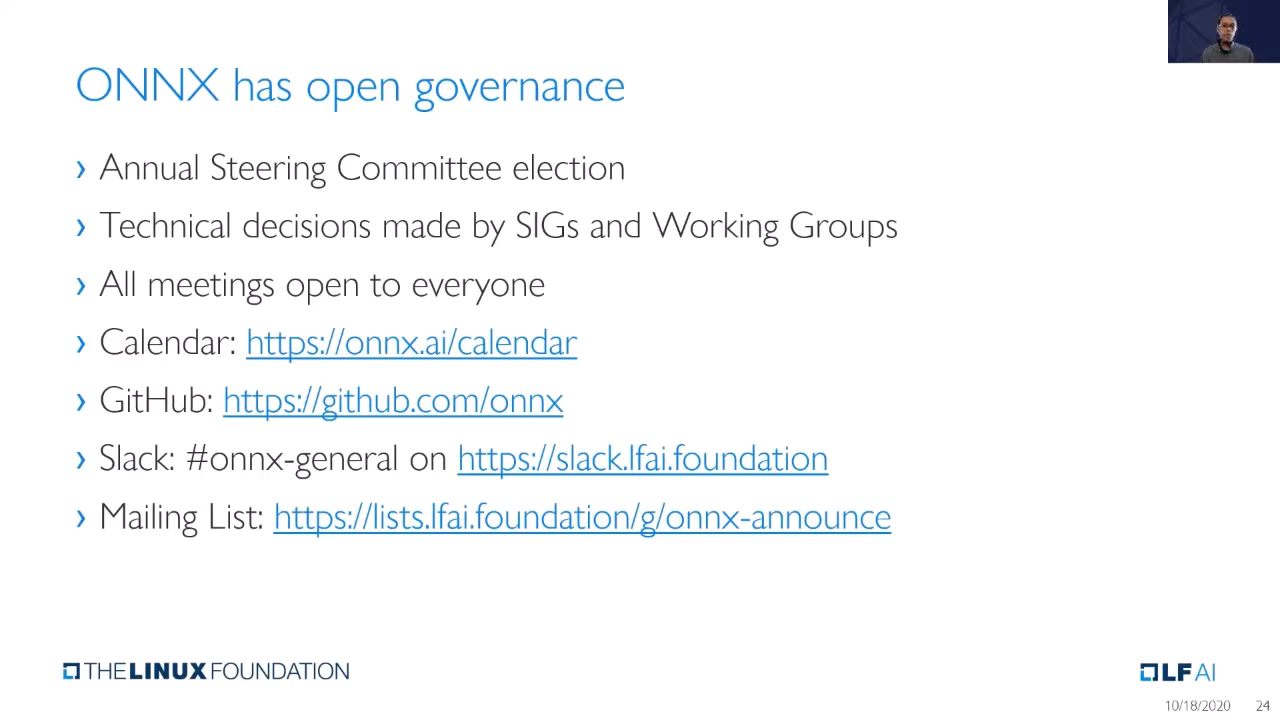 ONNX has open governance
› Annual Steering Committee election
› Technical decisions made by SIGs and Working Groups
› All meetings open to everyone
› Calendar: https://onnx.ai/calendar
› GitHub: https://github.com/onnx
› Slack: #onnx-general on https://slack.lfai.foundation
› Mailing List: https://lists.lfai.foundation/g/onnx-announce
THE LINUX FOUNDATION
LF AI
10/18/2020 24